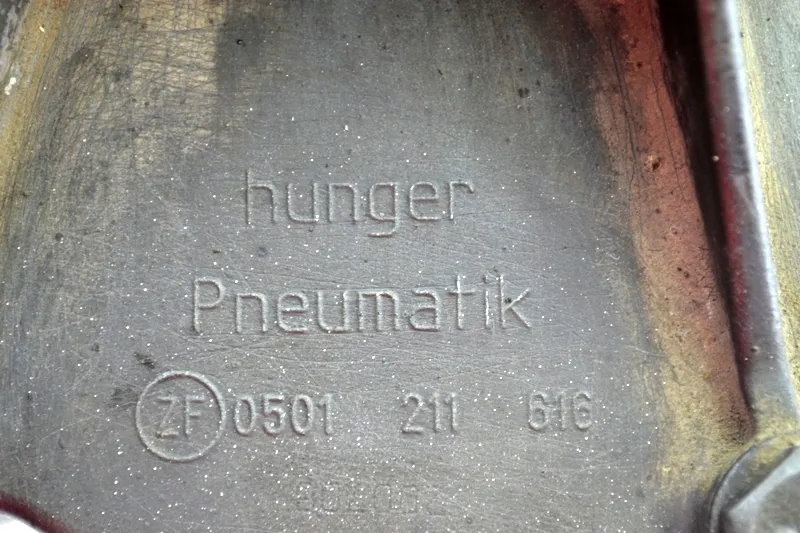 hunger
Pneumatik
ZF 0501 211 616